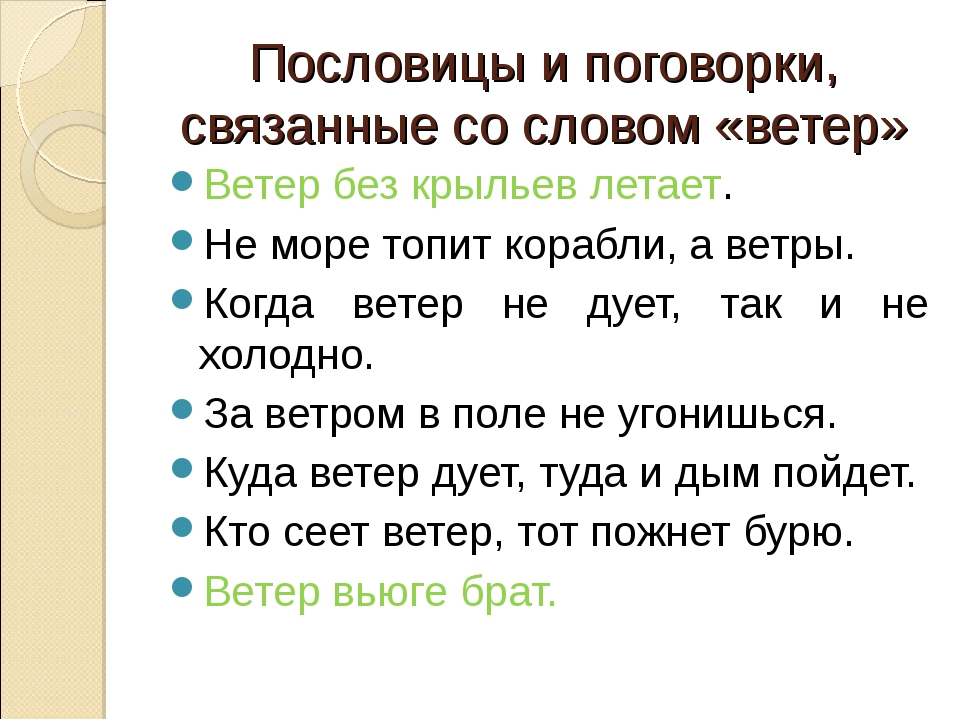 Пословицы и поговорки,
связанные со словом «ветер»
Ветер без крыльев летает.
Не море топит корабли, а ветры.
Когда ветер не дует, так и не
холодно.
За ветром в поле не угонишься.
Куда ветер дует, туда и дым пойдет.
Кто сеет ветер, тот пожнет бурю.
Ветер вьюге брат.